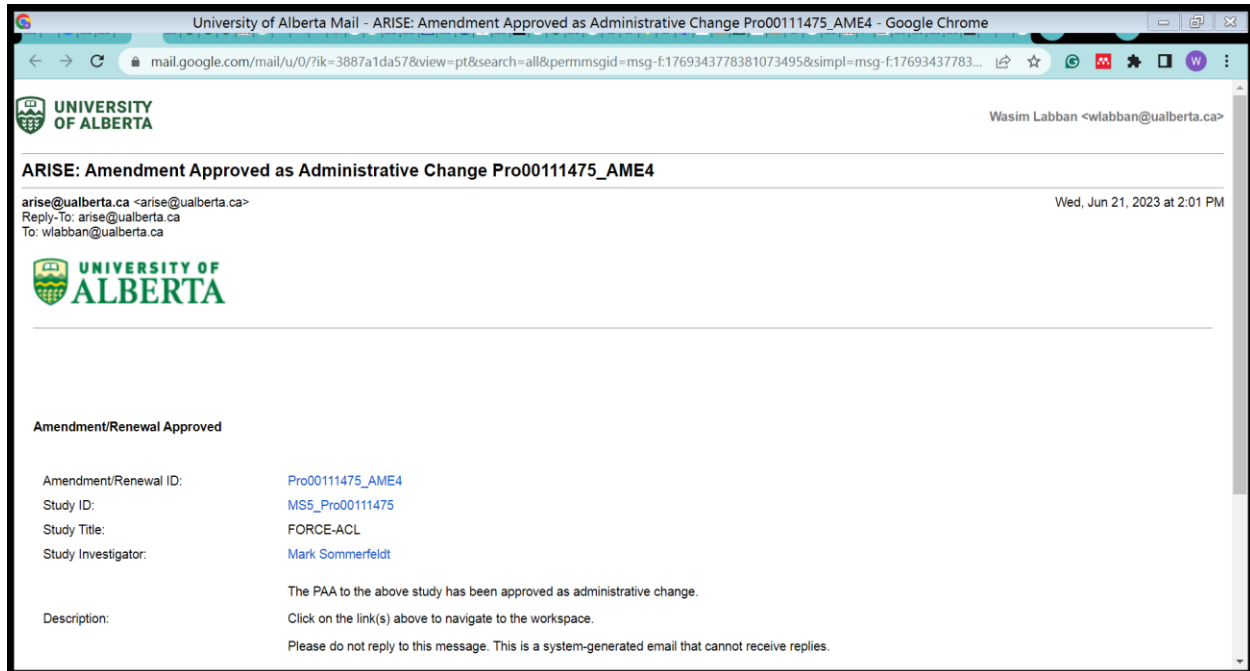 University of Alberta Mail - ARISE: Amendment Approved as Administrative Change Pro00111475_AME4 - Google Chrome
mail.google.com/mail/u/0/?ik=3887a1da57&view=pt&search=all&permmsgid=msg-f:1769343778381073495&simpl=msg-f:17693437783...
W
UNIVERSITY
OF ALBERTA
Wasim Labban <wlabban@ualberta.ca>
ARISE: Amendment Approved as Administrative Change Pro00111475_AME4
arise@ualberta.ca <arise@ualberta.ca> Wed, Jun 21, 2023 at 2:01 PM
Reply-To: arise@ualberta.ca
To: wlabban@ualberta.ca
UNIVERSITY OF
ALBERTA
Amendment/Renewal Approved
Amendment/Renewal ID: Pro00111475_AME4
Study ID: MS5_Pro00111475
Study Title: FORCE-ACL
Study Investigator: Mark Sommerfeldt
The PAA to the above study has been approved as administrative change.
Description: Click on the link(s) above to navigate to the workspace.
Please do not reply to this message. This is a system-generated email that cannot receive replies.